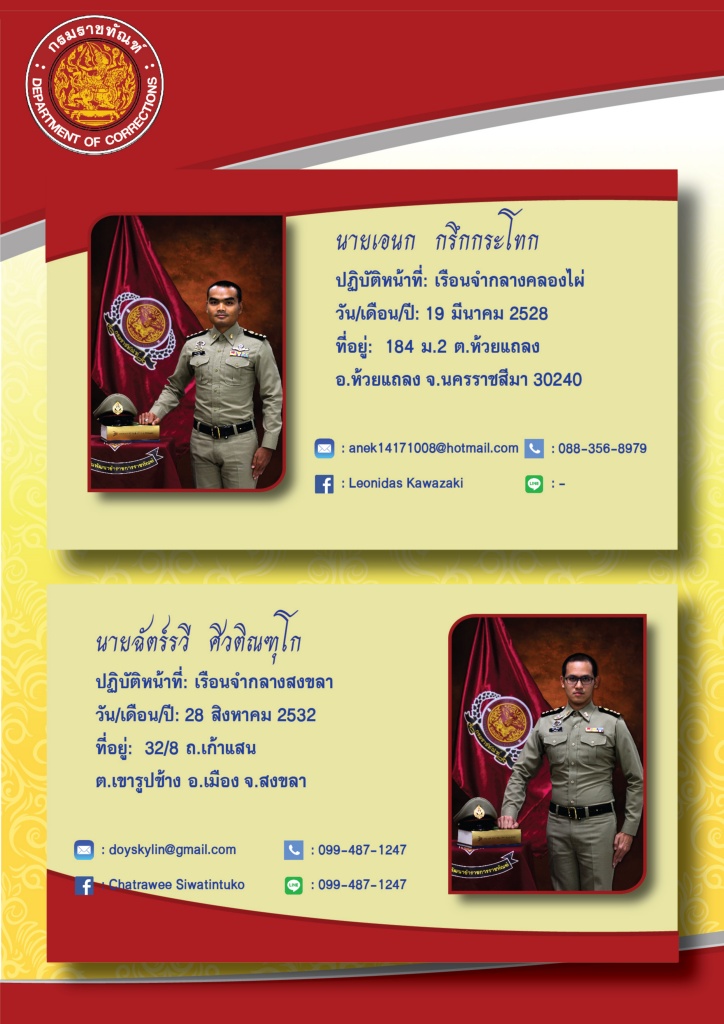 กรมราชทัณฑ์
DEPARTMENT OF CORRECTIONS
นายเอนก กรึกกระโทก
ปฏิบัติหน้าที่: เรือนจำกลางคลองไผ่
วัน/เดือน/ปี: 19 มีนาคม 2528
ที่อยู่: 184 ม.2 ต.ห้วยแถลง
อ.ห้วยแถลง จ.นครราชสีมา 30240
: anek14171008@hotmail.com : 088-356-8979
: Leonidas Kawazaki : -
นายฉัตร์รวี ศิวติณฑุโก
ปฏิบัติหน้าที่: เรือนจำกลางสงขลา
วัน/เดือน/ปี: 28 สิงหาคม 2532
ที่อยู่: 32/8 ถ.เก้าแสน
ต.เขารูปช้าง อ.เมือง จ.สงขลา
: doyskylin@gmail.com : 099-487-1247
: Chatrawee Siwatintuko : 099-487-1247